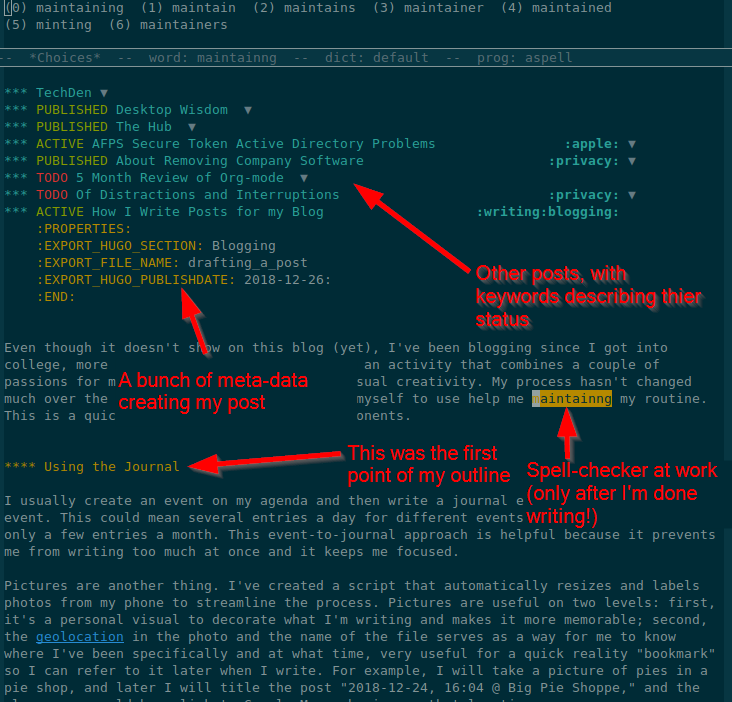 (0) maintaining  (1) maintain  (2) maintains  (3) maintainer  (4) maintained
(5) minting  (6) maintainers
--  *Choices*  --  word: maintainng  --  dict: default  --  prog: aspell
*** TechDen ▼
*** PUBLISHED Desktop Wisdom  ▼
*** PUBLISHED The Hub  ▼
*** ACTIVE AFPS Secure Token Active Directory Problems :apple: ▼
*** PUBLISHED About Removing Company Software :privacy: ▼
*** TODO 5 Month Review of Org-mode  ▼
*** TODO Of Distractions and Interruptions :privacy: ▼
*** ACTIVE How I Write Posts for my Blog :writing:blogging:
:PROPERTIES:
:EXPORT_HUGO_SECTION: Blogging
:EXPORT_FILE_NAME: drafting_a_post
:EXPORT_HUGO_PUBLISHDATE: 2018-12-26:
:END:
Other posts, with
keywords describing thier
status
Even though it doesn't show on this blog (yet), I've been blogging since I got into
college, more an activity that combines a couple of
passions for m sual creativity. My process hasn't changed
much over the myself to use help me maintainng my routine.
This is a quic onents.
A bunch of meta-data
creating my post
**** Using the Journal
This was the first
point of my outline
Spell-checker at work
(only after I'm done
writing!)
I usually create an event on my agenda and then write a journal e
event. This could mean several entries a day for different events
only a few entries a month. This event-to-journal approach is helpful because it prevents
me from writing too much at once and it keeps me focused.
Pictures are another thing. I've created a script that automatically resizes and labels
photos from my phone to streamline the process. Pictures are useful on two levels: first,
it's a personal visual to decorate what I'm writing and makes it more memorable; second,
the geolocation in the photo and the name of the file serves as a way for me to know
where I've been specifically and at what time, very useful for a quick reality "bookmark"
so I can refer to it later when I write. For example, I will take a picture of pies in a
pie shop, and later I will title the post "2018-12-24, 16:04 @ Big Pie Shoppe," and the